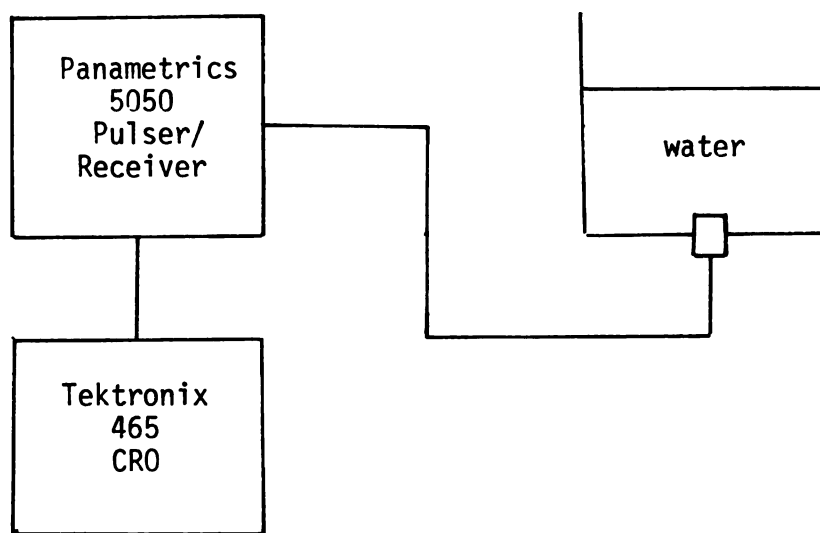 Panametrics
5050
Pulser/
Receiver
water
Tektronix
465
CRO